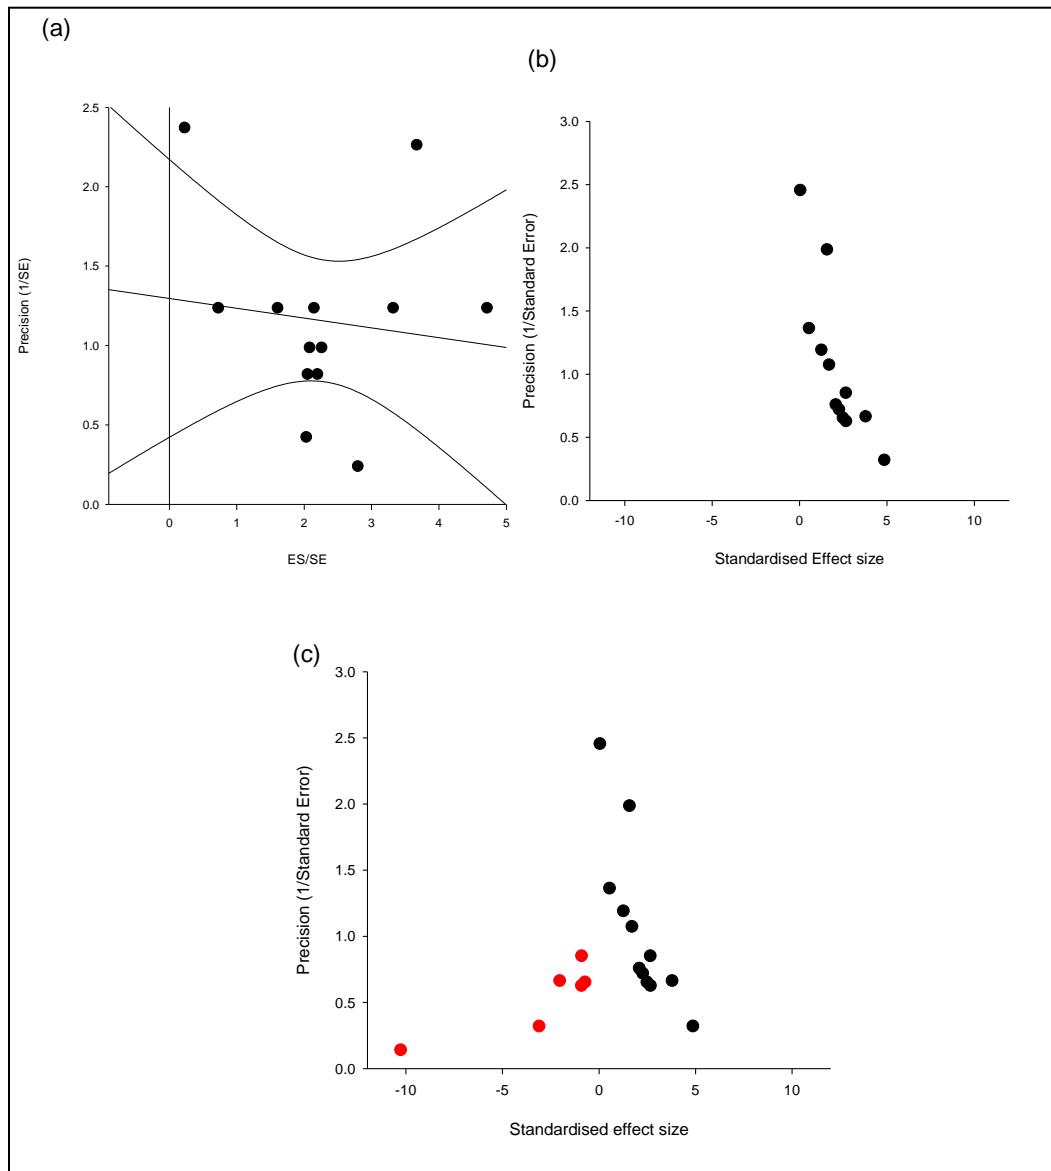 (a)
2.5
2.0
1.5
1.0
0.5
0.0
Precision (1/SE)
0 1 2 3 4 5
ES/SE
(b)
3.0
2.5
2.0
1.5
1.0
0.5
0.0
Precision (1/Standard Error)
-10 -5 0 5 10
Standardised Effect size
(c)
3.0
2.5
2.0
1.5
1.0
0.5
0.0
Precision (1/Standard Error)
-10 -5 0 5 10
Standardised effect size